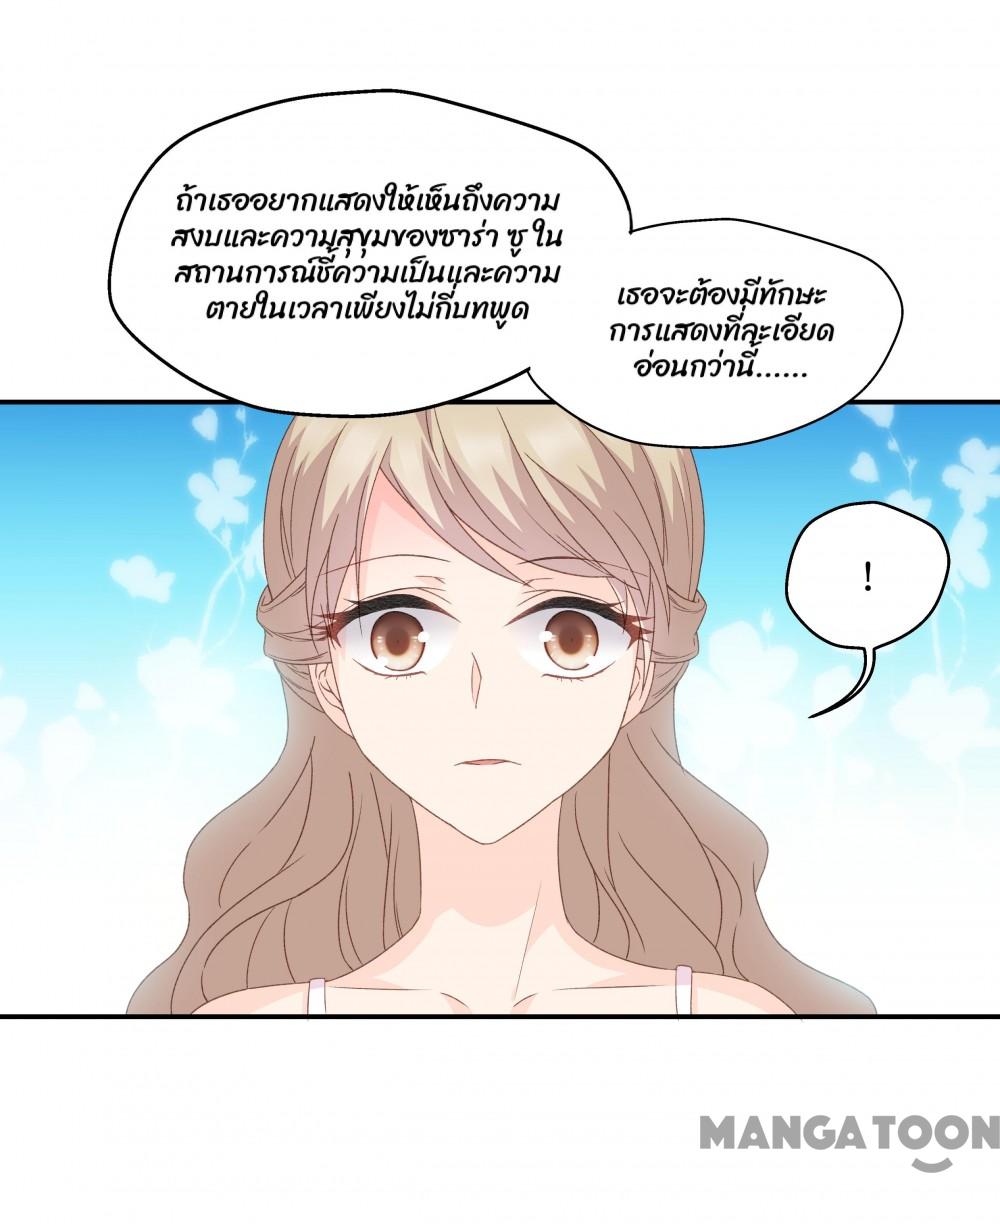 ถ้าเธออยากแสดงให้เห็นถึงความ
สงบและความสุขุมของซาร่า ซู ใน
สถานการณ์ชี้ความเป็นและความ
ตายในเวลาเพียงไม่กี่บทพูด
เธอจะต้องมีทักษะ
การแสดงที่ละเอียด
อ่อนกว่านี้......
!
MANGATOON